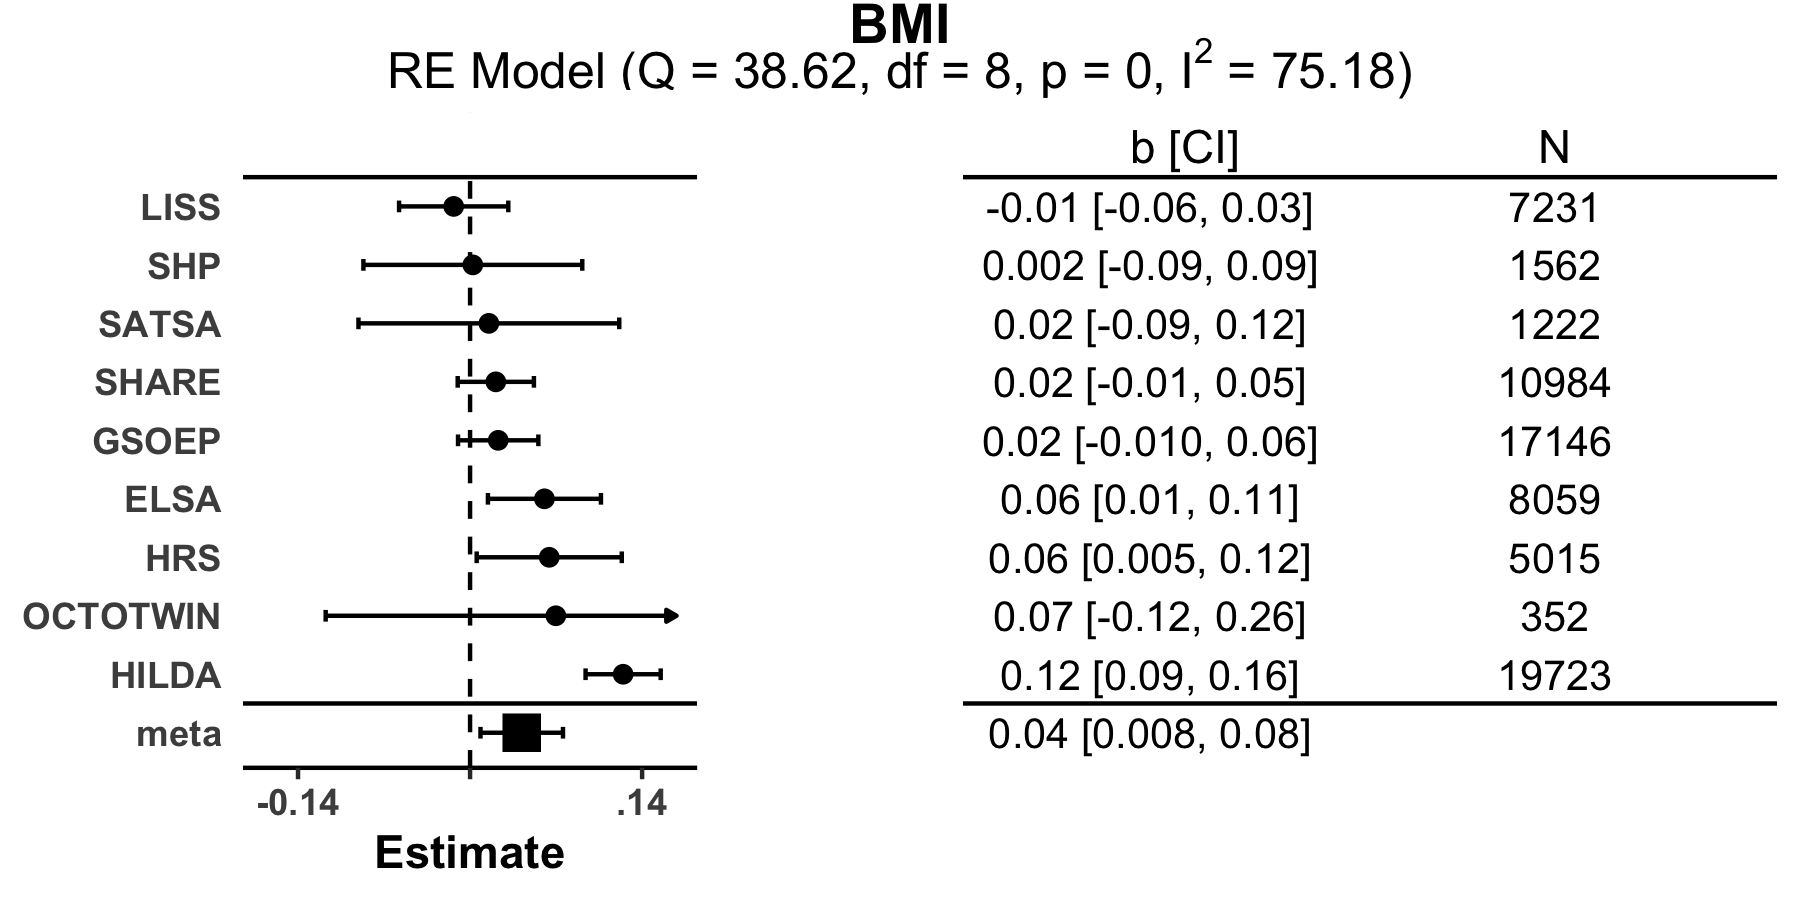 BMI
RE Model (Q = 38.62, df = 8, p = 0, I² = 75.18)
b [CI] N
LISS -0.01 [-0.06, 0.03] 7231
SHP 0.002 [-0.09, 0.09] 1562
SATSA 0.02 [-0.09, 0.12] 1222
SHARE 0.02 [-0.01, 0.05] 10984
GSOEP 0.02 [-0.010, 0.06] 17146
ELSA 0.06 [0.01, 0.11] 8059
HRS 0.06 [0.005, 0.12] 5015
OCTOTWIN 0.07 [-0.12, 0.26] 352
HILDA 0.12 [0.09, 0.16] 19723
meta 0.04 [0.008, 0.08]
-0.14 .14
Estimate